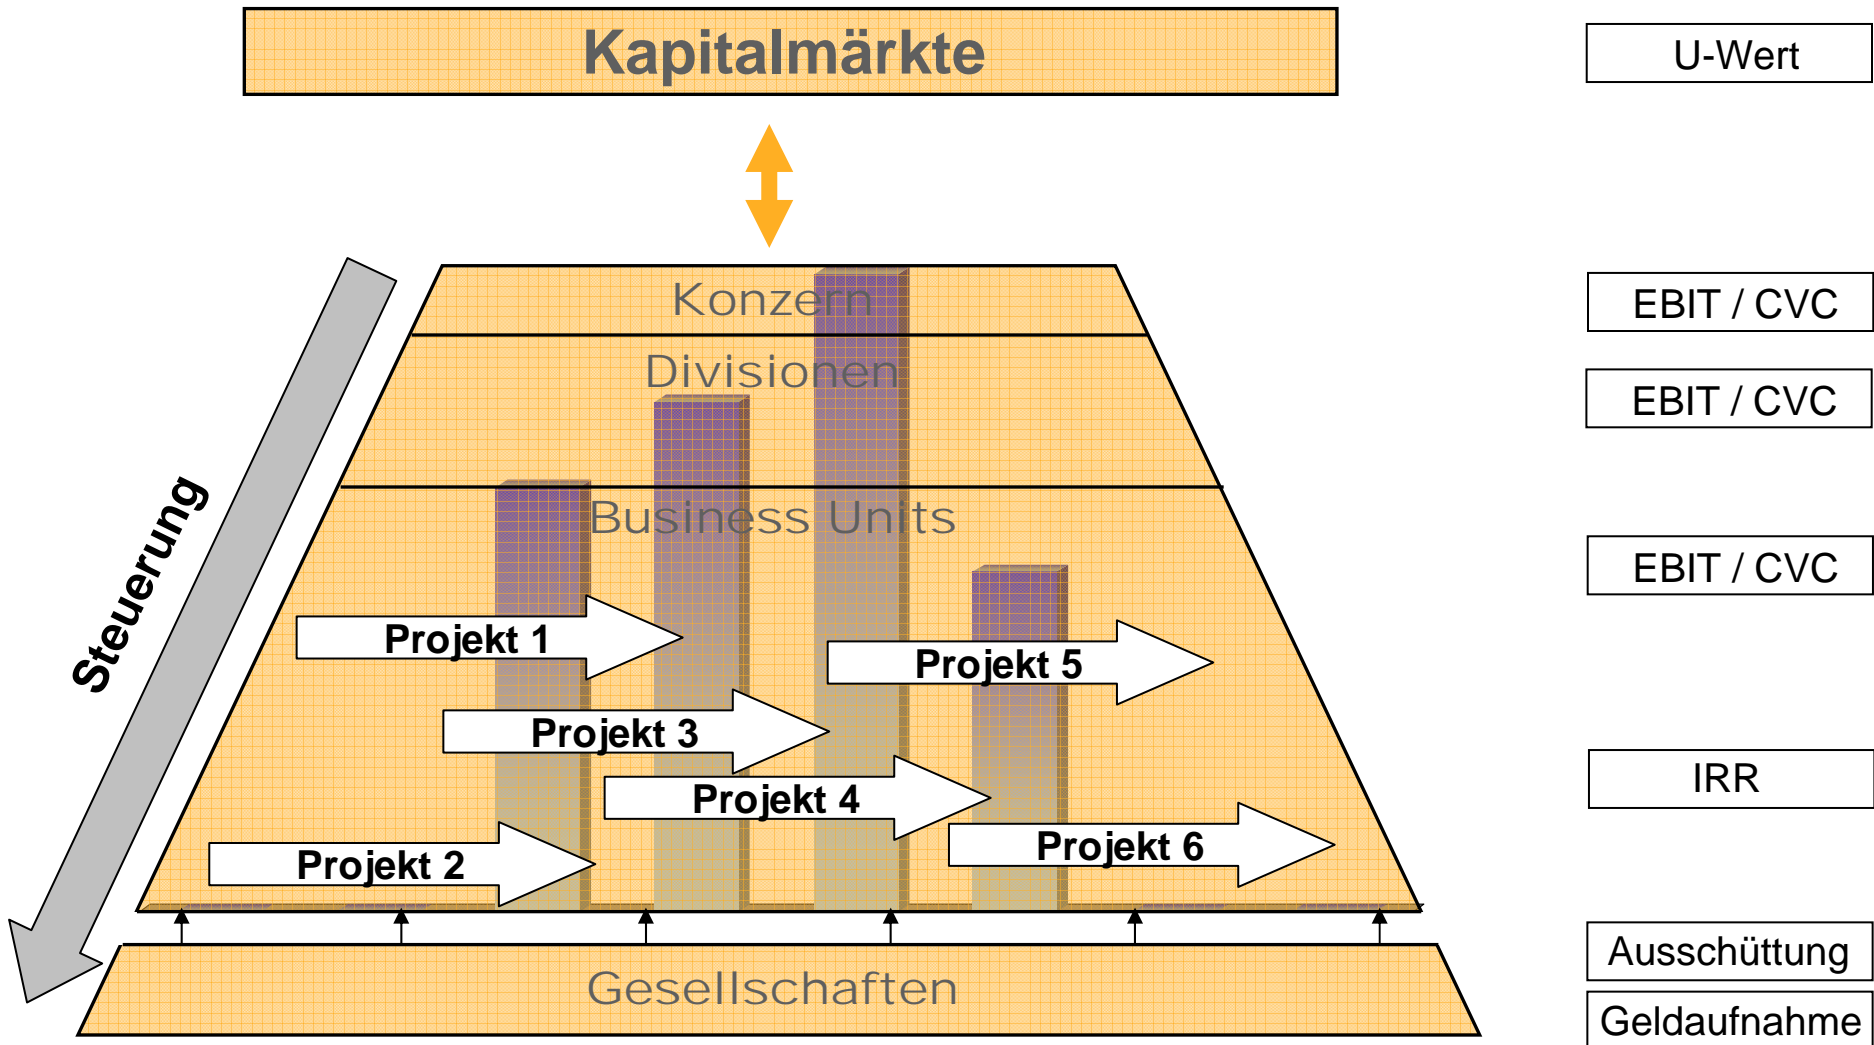 Kapitalmärkte
U-Wert
Konzern
EBIT / CVC
Divisionen
EBIT / CVC
Steuerung
Business Units
EBIT / CVC
Projekt 1
Projekt 5
Projekt 3
Projekt 4
IRR
Projekt 6
Projekt 2
Gesellschaften
Ausschüttung
Geldaufnahme